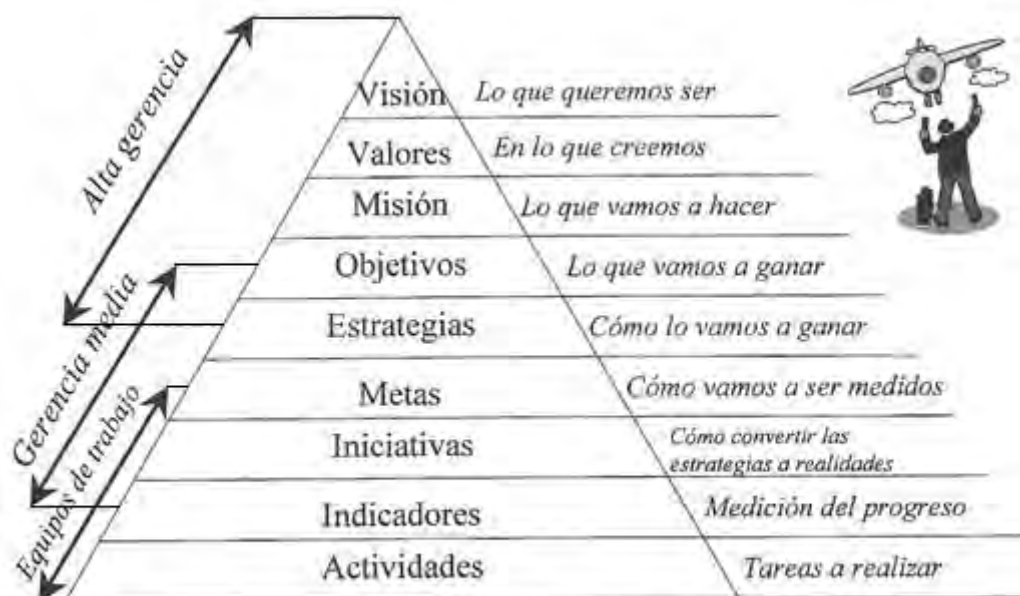 Alta gerencia
Gerencia media
Equipos de trabajo
Visión Lo que queremos ser
Valores En lo que creemos
Misión Lo que vamos a hacer
Objetivos Lo que vamos a ganar
Estrategias Cómo lo vamos a ganar
Metas Cómo vamos a ser medidos
Iniciativas Cómo convertir las
estrategias a realidades
Indicadores Medición del progreso
Actividades Tareas a realizar